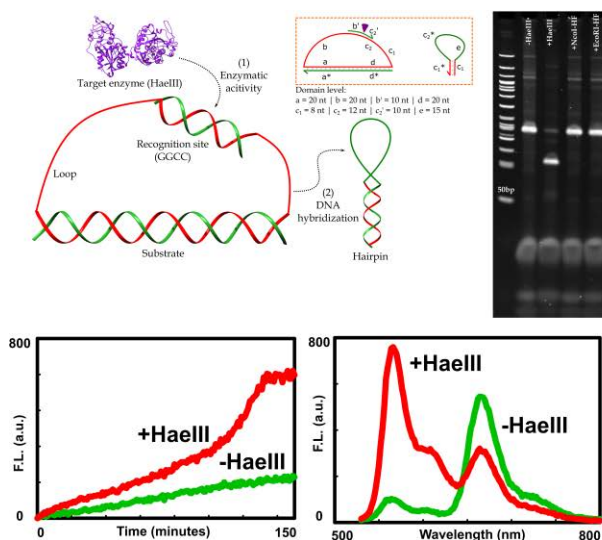 Target enzyme (HaeIII)
(1)
Enzymatic
acitivity
Recognition site
(GGCC)
Loop
Substrate
(2)
DNA
hybridization
Hairpin
b'
c₂'
b
c₂
c₁
a
d
a*
d*
c₂*
e
c₁*
c₁
Domain level:
a = 20 nt | b = 20 nt | b' = 10 nt | d = 20 nt
c₁ = 8 nt | c₂ = 12 nt | c₂' = 10 nt | e = 15 nt
-HaeIII
+HaeIII
+NcoI-HF
+EcoRI-HF
50bp
800
F.L. (a.u.)
0
+HaeIII
-HaeIII
0
Time (minutes)
150
800
F.L. (a.u.)
0
+HaeIII
-HaeIII
500
Wavelength (nm)
800